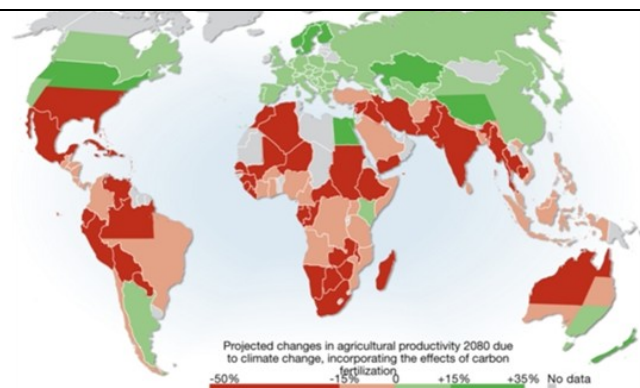 Projected changes in agricultural productivity 2080 due
to climate change, incorporating the effects of carbon
fertilization
-50% -15% 0 +15% +35% No data